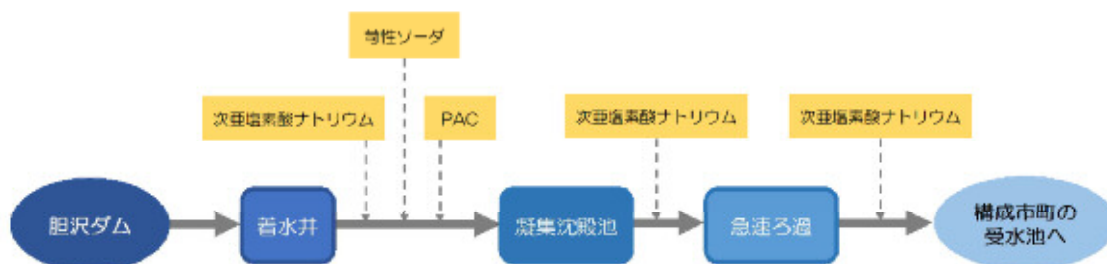 苛性ソーダ
次亜塩素酸ナトリウム
PAC
次亜塩素酸ナトリウム
次亜塩素酸ナトリウム
胆沢ダム
着水井
凝集沈殿池
急速ろ過
構成市町の
受水池へ